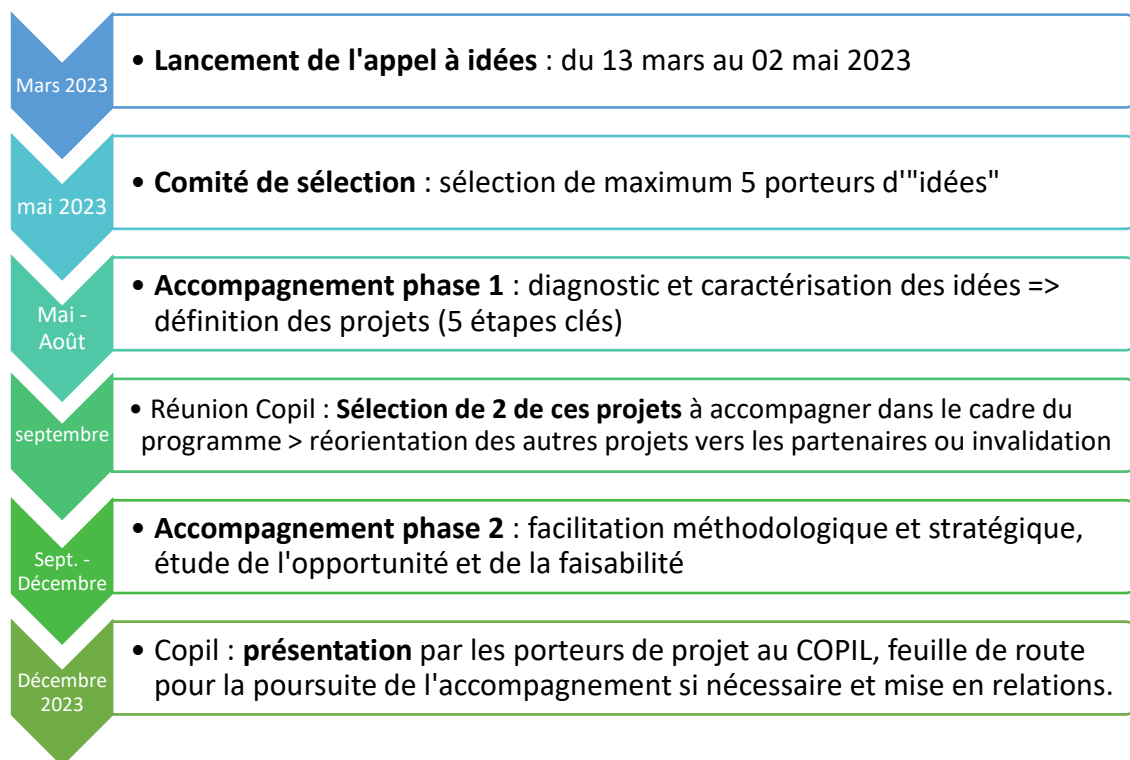 Mars 2023
• Lancement de l'appel à idées : du 13 mars au 02 mai 2023
mai 2023
• Comité de sélection : sélection de maximum 5 porteurs d'"idées"
Mai -
Août
• Accompagnement phase 1 : diagnostic et caractérisation des idées =>
définition des projets (5 étapes clés)
septembre
• Réunion Copil : Sélection de 2 de ces projets à accompagner dans le cadre du
programme > réorientation des autres projets vers les partenaires ou invalidation
Sept. -
Décembre
• Accompagnement phase 2 : facilitation méthodologique et stratégique,
étude de l'opportunité et de la faisabilité
Décembre
2023
• Copil : présentation par les porteurs de projet au COPIL, feuille de route
pour la poursuite de l'accompagnement si nécessaire et mise en relations.